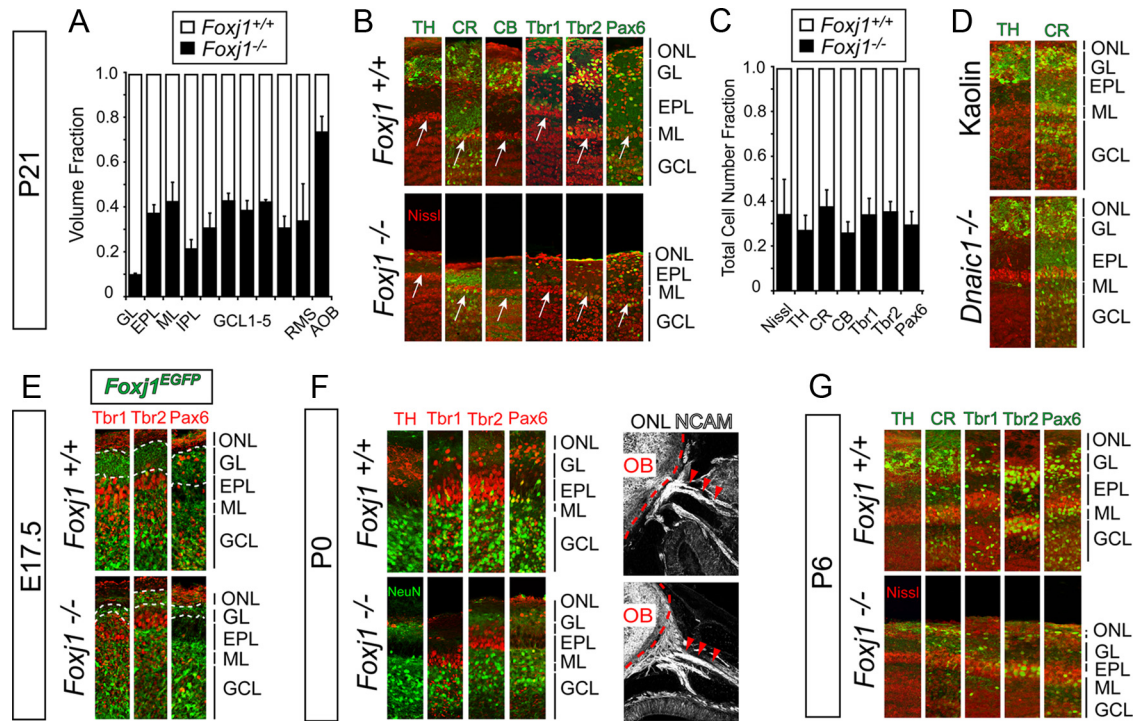 P21
A
Foxj1+/+
Foxj1-/-
Volume Fraction
1.0
0.8
0.6
0.4
0.2
0
GL
EPL
ML
IPL
GCL1-5
RMS
AOB
B
TH CR CB Tbr1 Tbr2 Pax6
Foxj1 +/+
ONL
GL
EPL
ML
GCL
Foxj1 -/-
Nissl
ONL
EPL
ML
GCL
C
Foxj1+/+
Foxj1-/-
Total Cell Number Fraction
1.0
0.8
0.6
0.4
0.2
0
Nissl
TH
CR
CB
Tbr1
Tbr2
Pax6
D
TH CR
Kaolin
ONL
GL
EPL
ML
GCL
Dnaic1 -/-
ONL
GL
EPL
ML
GCL
E17.5
E
Foxj1EGFP
Tbr1 Tbr2 Pax6
Foxj1 +/+
ONL
GL
EPL
ML
GCL
Foxj1 -/-
ONL
GL
EPL
ML
GCL
P0
F
TH Tbr1 Tbr2 Pax6
Foxj1 +/+
ONL
GL
EPL
ML
GCL
Foxj1 -/-
NeuN
ONL
GL
EPL
ML
GCL
ONL NCAM
OB
OB
P6
G
TH CR Tbr1 Tbr2 Pax6
Foxj1 +/+
ONL
GL
EPL
ML
GCL
Foxj1 -/-
Nissl
ONL
GL
EPL
ML
GCL